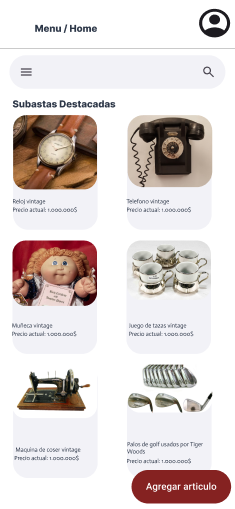 Menu / Home
Subastas Destacadas
Reloj vintage
Precio actual: 1.000.000$
Telefono vintage
Precio actual: 1.000.000$
Muñeca vintage
Precio actual: 1.000.000$
Juego de tazas vintage
Precio actual: 1.000.000$
Maquina de coser vintage
Precio actual: 1.000.000$
Palos de golf usados por Tiger
Woods
Precio actual: 1.000.000$
Agregar articulo